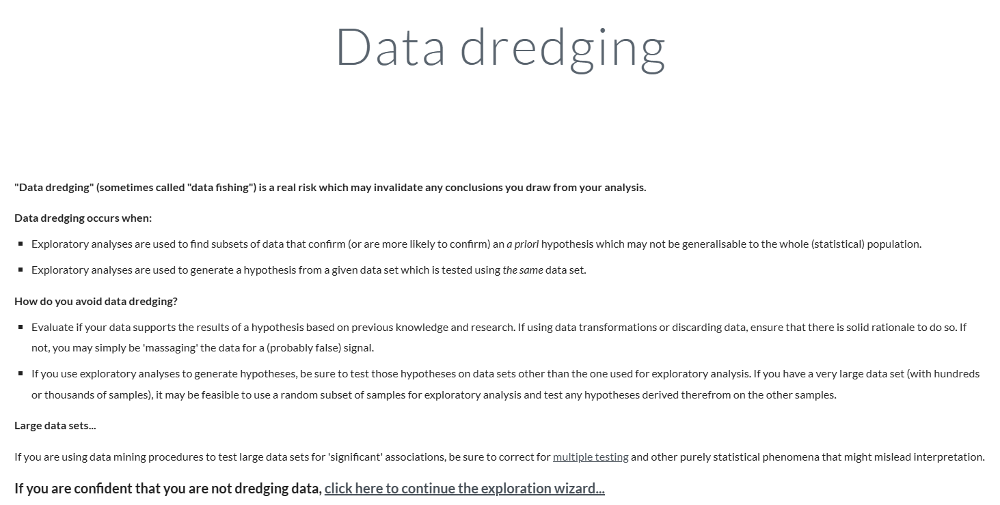 Data dredging
"Data dredging" (sometimes called "data fishing") is a real risk which may invalidate any conclusions you draw from your analysis.
Data dredging occurs when:
Exploratory analyses are used to find subsets of data that confirm (or are more likely to confirm) an a priori hypothesis which may not be generalisable to the whole (statistical) population.
Exploratory analyses are used to generate a hypothesis from a given data set which is tested using the same data set.
How do you avoid data dredging?
Evaluate if your data supports the results of a hypothesis based on previous knowledge and research. If using data transformations or discarding data, ensure that there is solid rationale to do so. If
not, you may simply be 'massaging' the data for a (probably false) signal.
If you use exploratory analyses to generate hypotheses, be sure to test those hypotheses on data sets other than the one used for exploratory analysis. If you have a very large data set (with hundreds
or thousands of samples), it may be feasible to use a random subset of samples for exploratory analysis and test any hypotheses derived therefrom on the other samples.
Large data sets...
If you are using data mining procedures to test large data sets for 'significant' associations, be sure to correct for multiple testing and other purely statistical phenomena that might mislead interpretation.
If you are confident that you are not dredging data, click here to continue the exploration wizard...